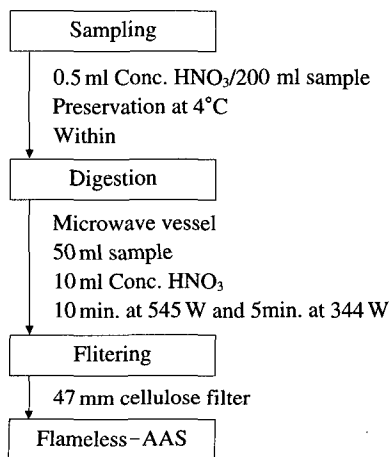 Sampling
0.5 ml Conc. HNO₃/200 ml sample
Preservation at 4°C
Within
Digestion
Microwave vessel
50 ml sample
10 ml Conc. HNO₃
10 min. at 545 W and 5min. at 344 W
Flitering
47 mm cellulose filter
Flameless-AAS